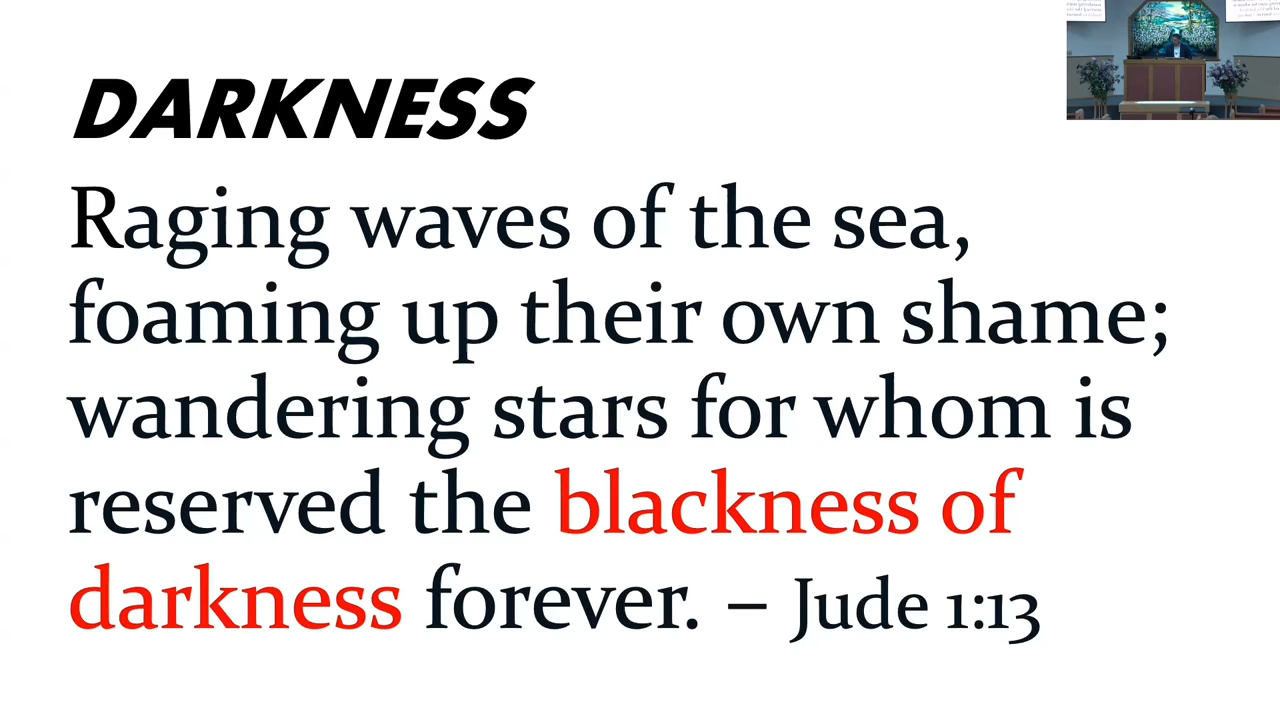 DARKNESS
Raging waves of the sea,
foaming up their own shame;
wandering stars for whom is
reserved the blackness of
darkness forever. – Jude 1:13